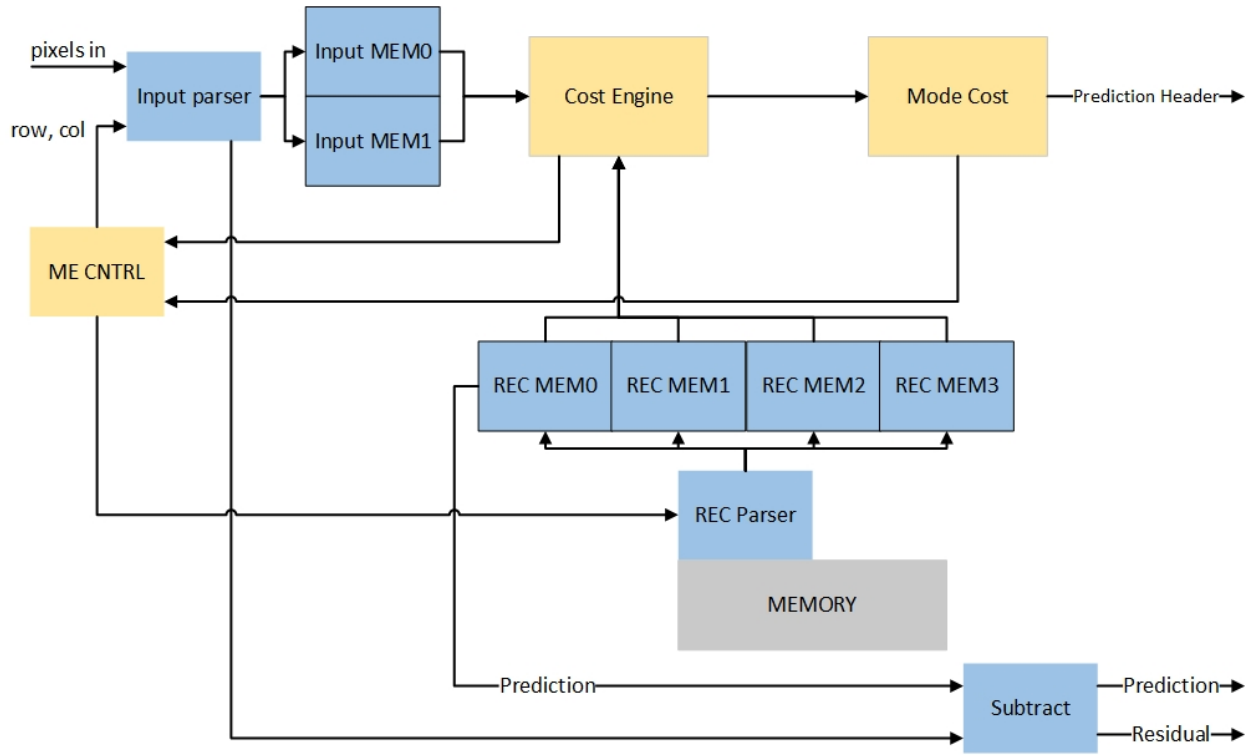 pixels in
Input parser
row, col
Input MEM0
Input MEM1
Cost Engine
Mode Cost
Prediction Header
ME CNTRL
REC MEM0
REC MEM1
REC MEM2
REC MEM3
REC Parser
MEMORY
Prediction
Subtract
Prediction
Residual